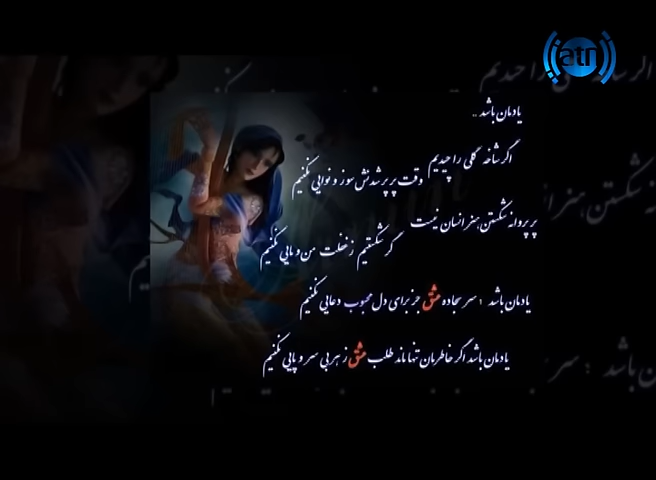 atn
یادمان باشد ..
اگر شاخه گلی را چیدیم
وقت پرپر شدنش سوز و نوایی نکنیم
پر پروانه شکستن هنر انسان نیست
گر شکستیم ز غفلت من و مایی نکنیم
یادمان باشد ؛ سر سجاده عشق جز برای دل محبوب دعایی نکنیم
یادمان باشد اگر خاطرمان تنها ماند طلب عشق ز هر بی سر و پایی نکنیم